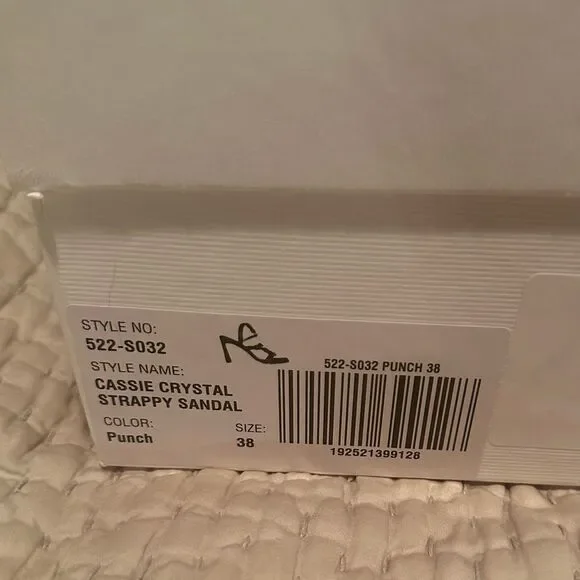 STYLE NO:
522-S032
STYLE NAME:
CASSIE CRYSTAL
STRAPPY SANDAL
COLOR:
Punch
SIZE:
38
522-S032 PUNCH 38
192521399128